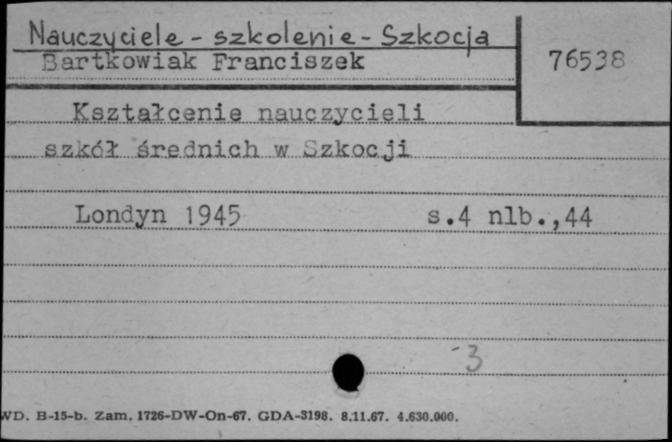 Nauczyciele - szkolenie - Szkocja
Bartkowiak Franciszek
76538
Kształcenie nauczycieli
szkół średnich w Szkocji
Londyn 1945 s.4 nlb.,44
-3
WD. B-15-b. Zam. 1726-DW-On-67. GDA-3198. 8.11.67. 4.630.000.